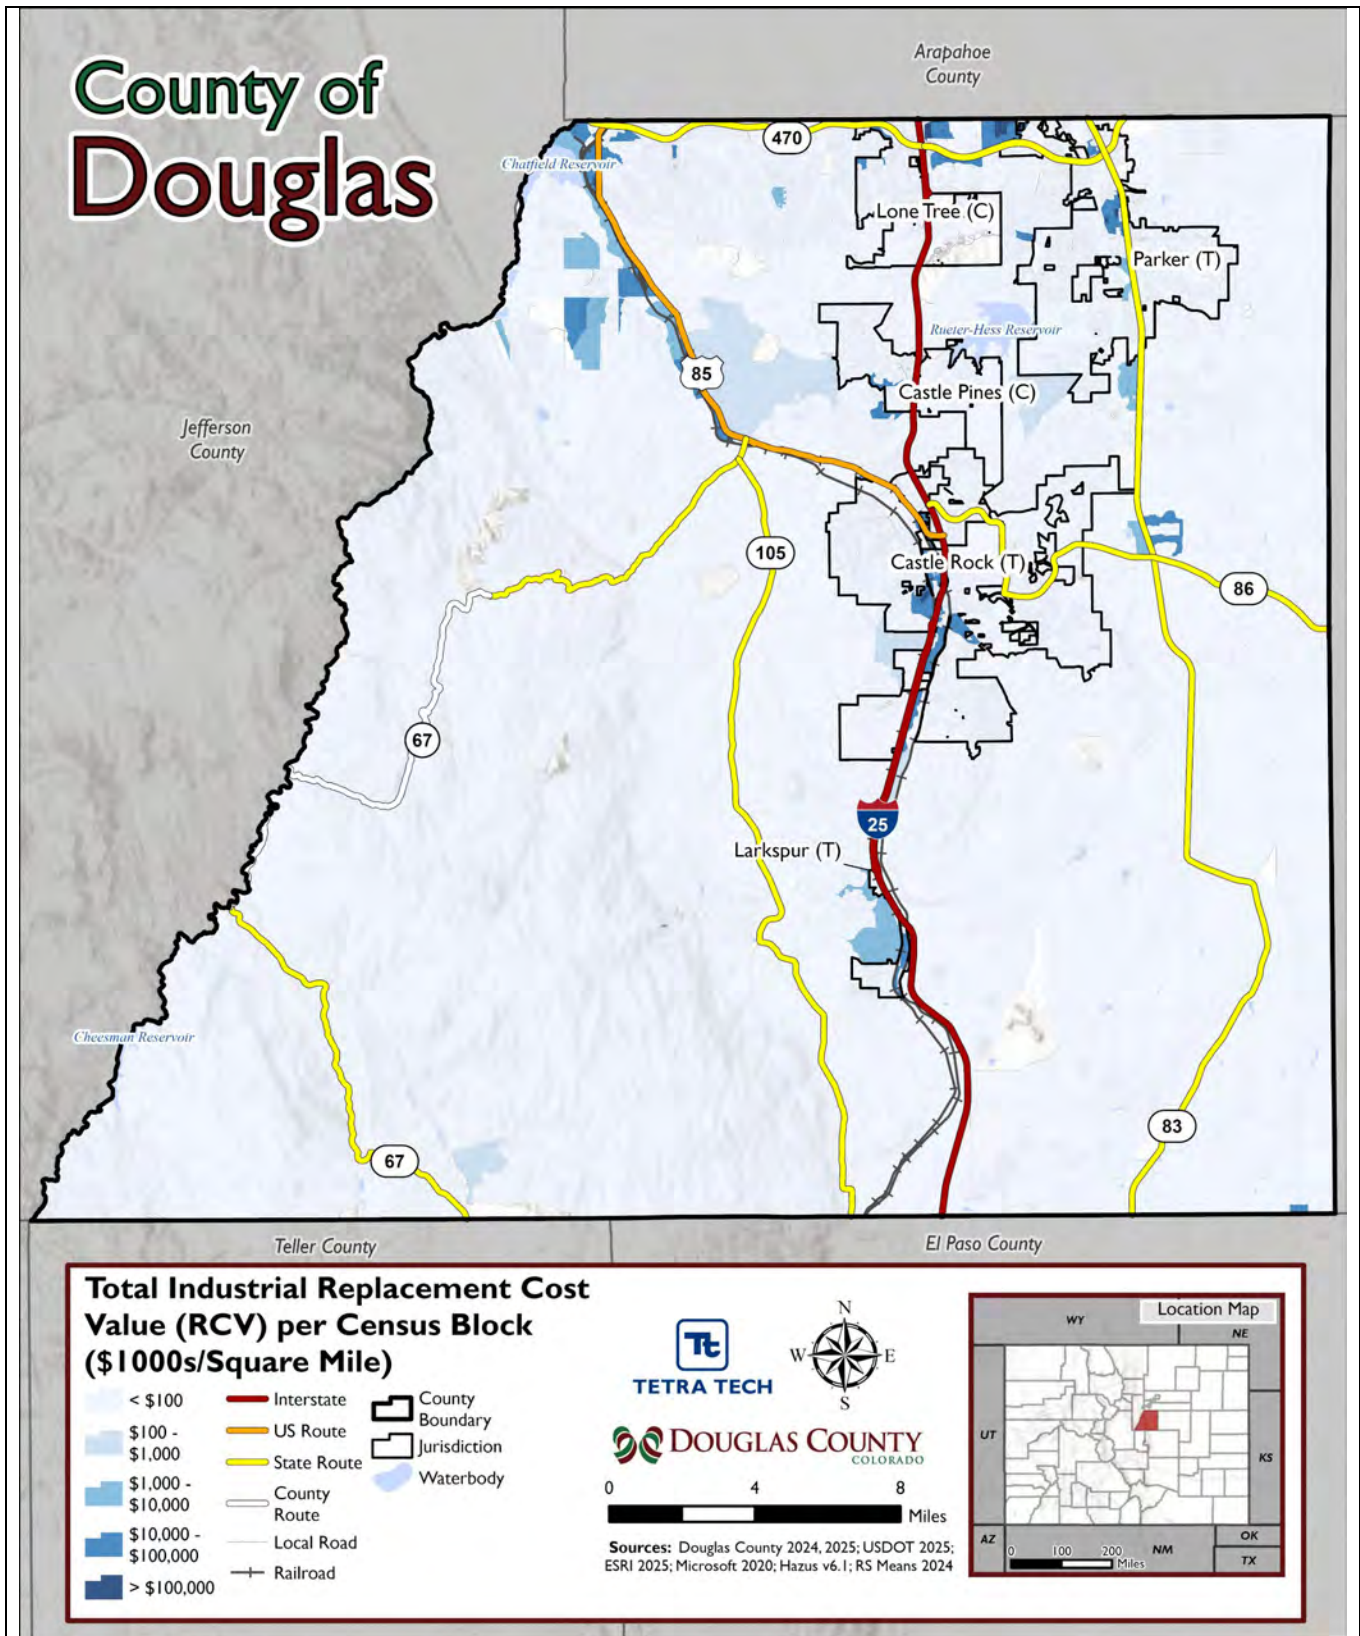 County of
Douglas
Arapahoe
County
470
Chatfield Reservoir
Lone Tree (C)
Parker (T)
Rueter-Hess Reservoir
85
Castle Pines (C)
Jefferson
County
105
Castle Rock (T)
86
67
25
Larkspur (T)
Cheesman Reservoir
83
67
Teller County
El Paso County
Total Industrial Replacement Cost
Value (RCV) per Census Block
($1000s/Square Mile)
< $100
$100 -
$1,000
$1,000 -
$10,000
$10,000 -
$100,000
> $100,000
Interstate
US Route
State Route
County
Route
Local Road
Railroad
County
Boundary
Jurisdiction
Waterbody
Tt
TETRA TECH
N
W E
S
DOUGLAS COUNTY
COLORADO
0 4 8
Miles
Sources: Douglas County 2024, 2025; USDOT 2025;
ESRI 2025; Microsoft 2020; Hazus v6.1; RS Means 2024
Location Map
WY
NE
UT
KS
AZ
NM
OK
TX
0 100 200
Miles